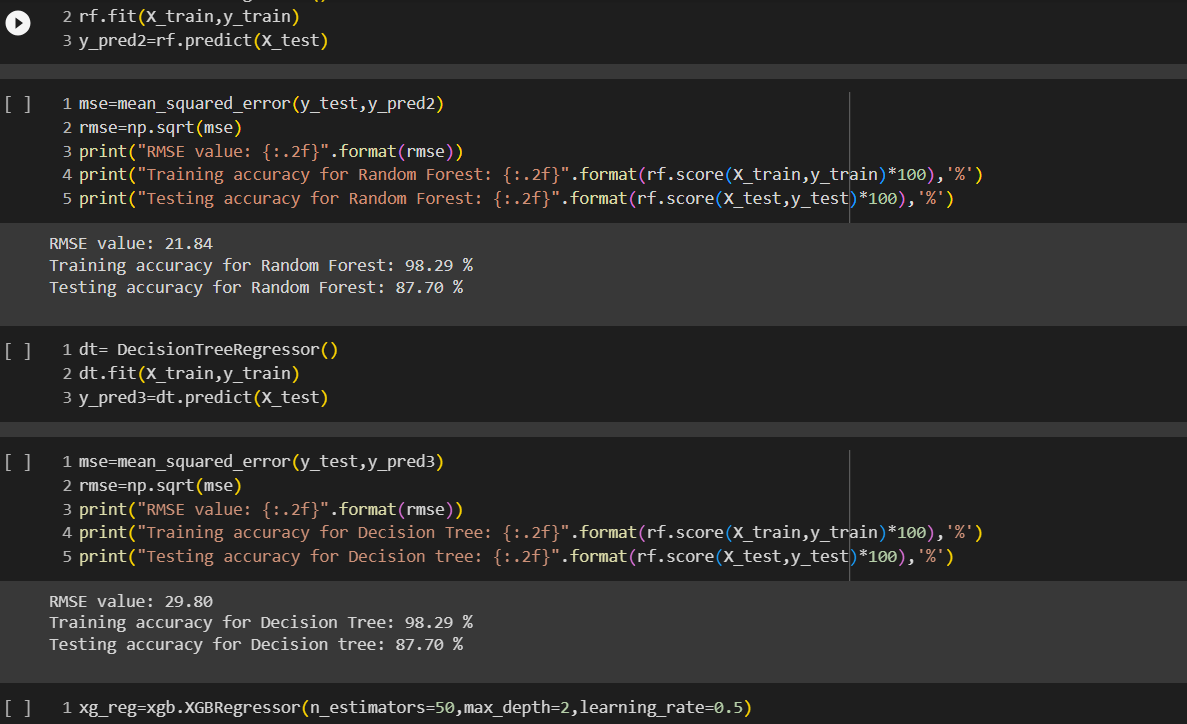 2 rf.fit(X_train,y_train)
3 y_pred2=rf.predict(X_test)
[ ] 1 mse=mean_squared_error(y_test,y_pred2)
2 rmse=np.sqrt(mse)
3 print("RMSE value: {:.2f}".format(rmse))
4 print("Training accuracy for Random Forest: {:.2f}".format(rf.score(X_train,y_train)*100),'%')
5 print("Testing accuracy for Random Forest: {:.2f}".format(rf.score(X_test,y_test)*100),'%')
RMSE value: 21.84
Training accuracy for Random Forest: 98.29 %
Testing accuracy for Random Forest: 87.70 %
[ ] 1 dt= DecisionTreeRegressor()
2 dt.fit(X_train,y_train)
3 y_pred3=dt.predict(X_test)
[ ] 1 mse=mean_squared_error(y_test,y_pred3)
2 rmse=np.sqrt(mse)
3 print("RMSE value: {:.2f}".format(rmse))
4 print("Training accuracy for Decision Tree: {:.2f}".format(rf.score(X_train,y_train)*100),'%')
5 print("Testing accuracy for Decision tree: {:.2f}".format(rf.score(X_test,y_test)*100),'%')
RMSE value: 29.80
Training accuracy for Decision Tree: 98.29 %
Testing accuracy for Decision tree: 87.70 %
[ ] 1 xg_reg=xgb.XGBRegressor(n_estimators=50,max_depth=2,learning_rate=0.5)